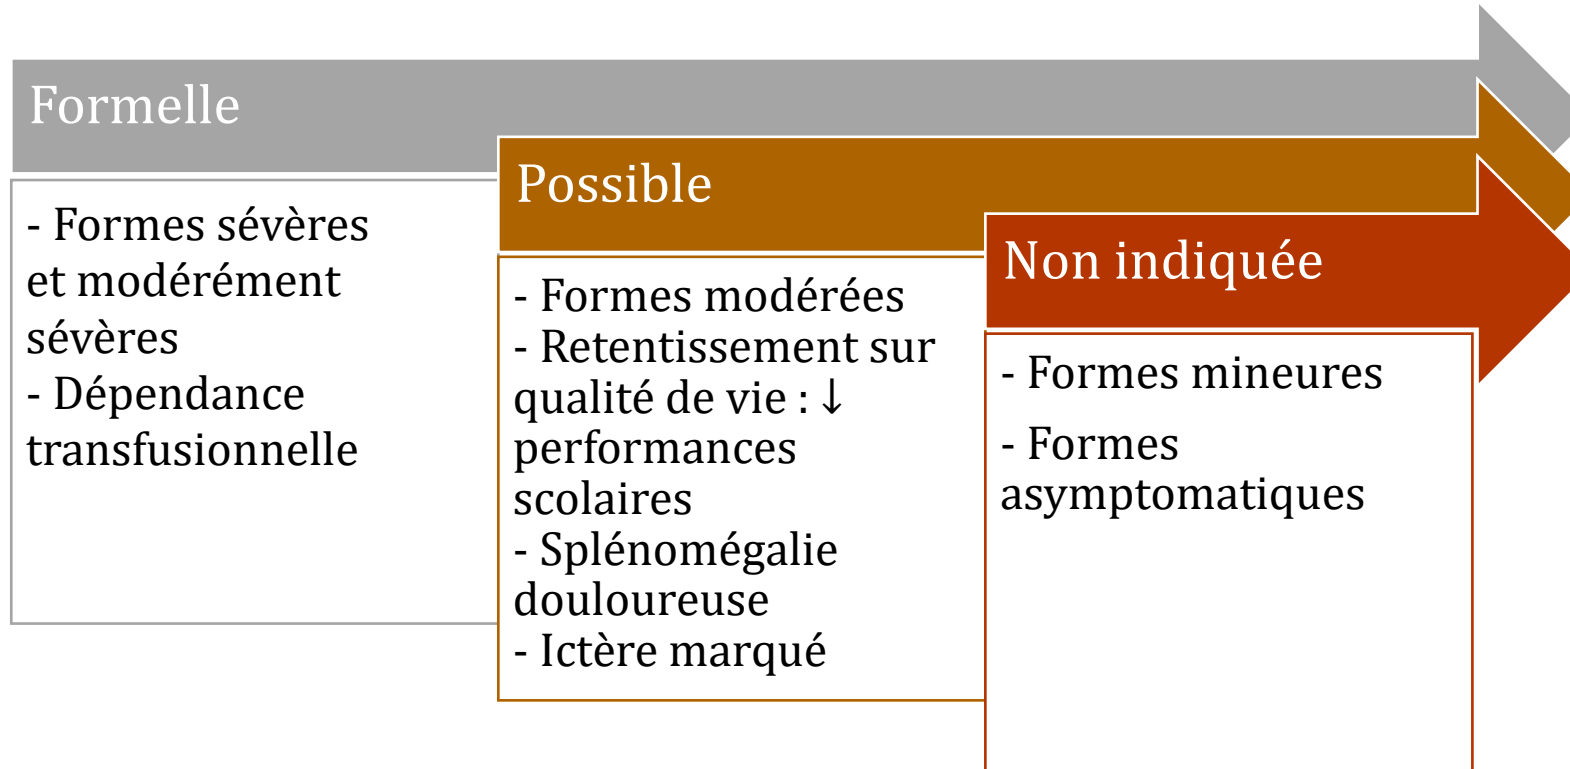 Formelle
- Formes sévères
et modérément
sévères
- Dépendance
transfusionnelle
Possible
- Formes modérées
- Retentissement sur
qualité de vie : ↓
performances
scolaires
- Splénomégalie
douloureuse
- Ictère marqué
Non indiquée
- Formes mineures
- Formes
asymptomatiques